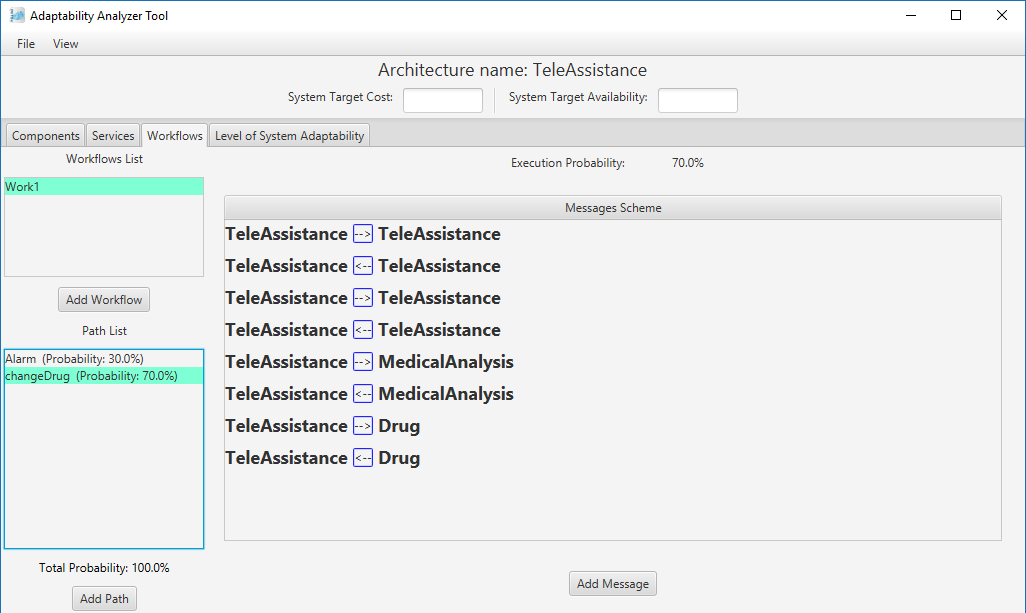 Adaptability Analyzer Tool
File View
Architecture name: TeleAssistance
System Target Cost: System Target Availability:
Components Services Workflows Level of System Adaptability
Workflows List
Execution Probability: 70.0%
Work1
Messages Scheme
TeleAssistance --> TeleAssistance
TeleAssistance <-- TeleAssistance
TeleAssistance --> TeleAssistance
TeleAssistance <-- TeleAssistance
TeleAssistance --> MedicalAnalysis
TeleAssistance <-- MedicalAnalysis
TeleAssistance --> Drug
TeleAssistance <-- Drug
Add Workflow
Path List
Alarm (Probability: 30.0%)
changeDrug (Probability: 70.0%)
Total Probability: 100.0%
Add Path
Add Message